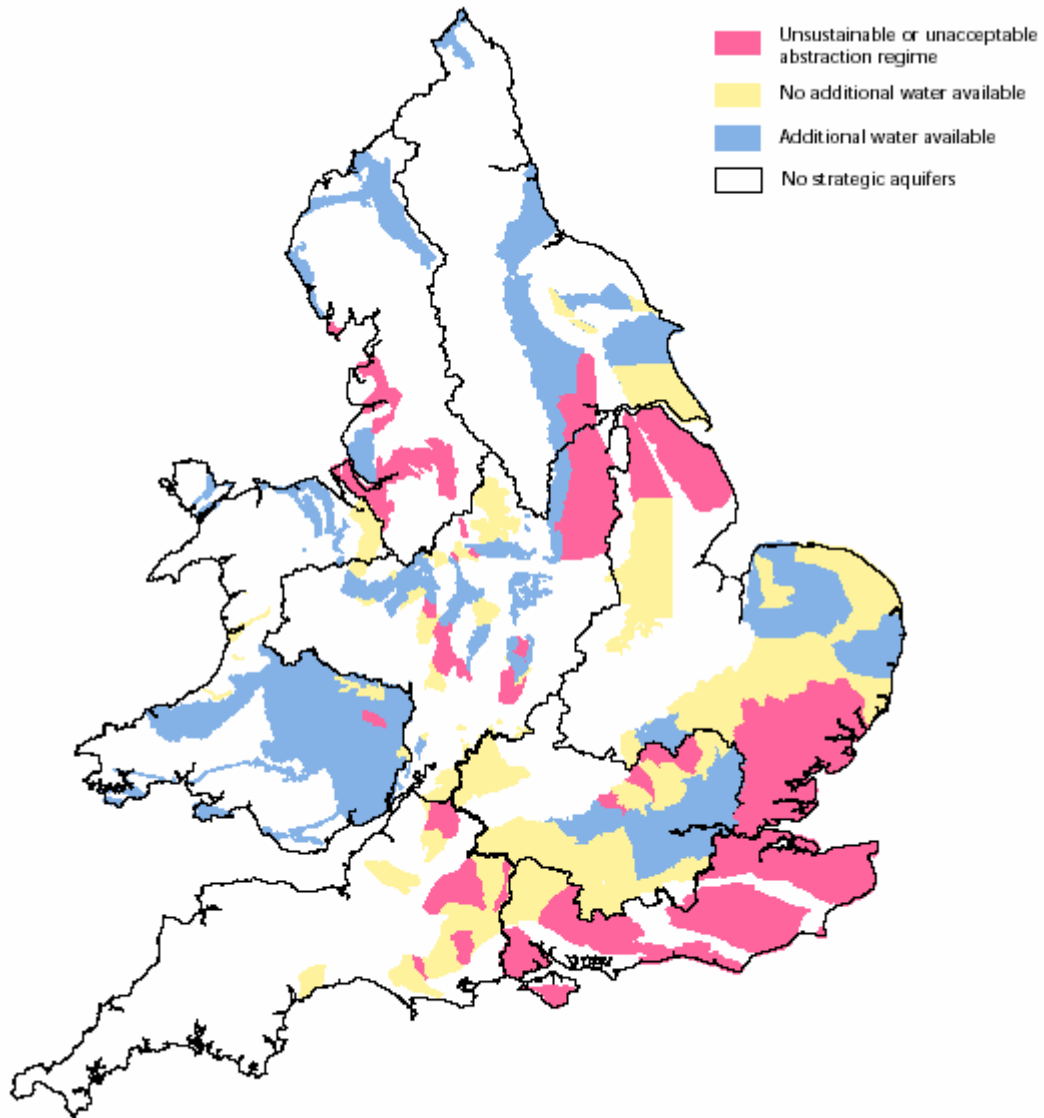 Unsustainable or unacceptable
abstraction regime
No additional water available
Additional water available
No strategic aquifers